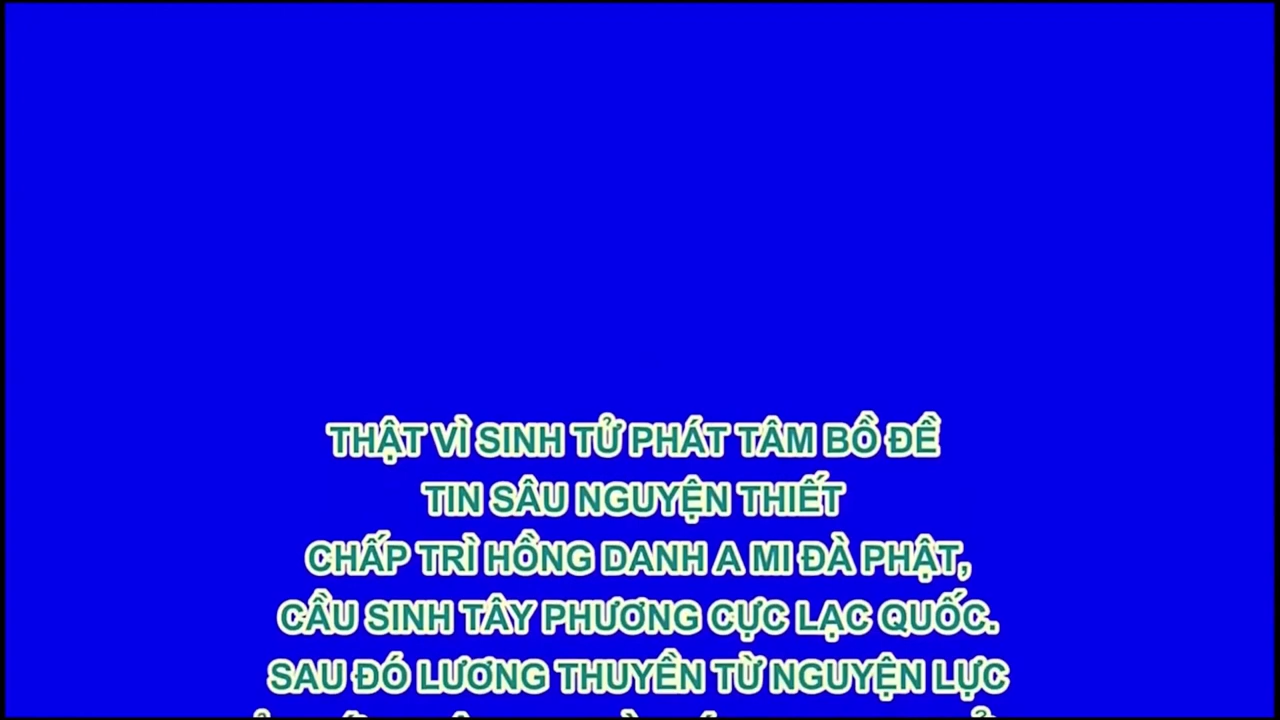 THẬT VÌ SINH TỬ PHÁT TÂM BỒ ĐỀ
TIN SÂU NGUYỆN THIẾT
CHẤP TRÌ HỒNG DANH A MI ĐÀ PHẬT,
CẦU SINH TÂY PHƯƠNG CỰC LẠC QUỐC.
SAU ĐÓ LƯƠNG THUYỀN TỪ NGUYỆN LỰC